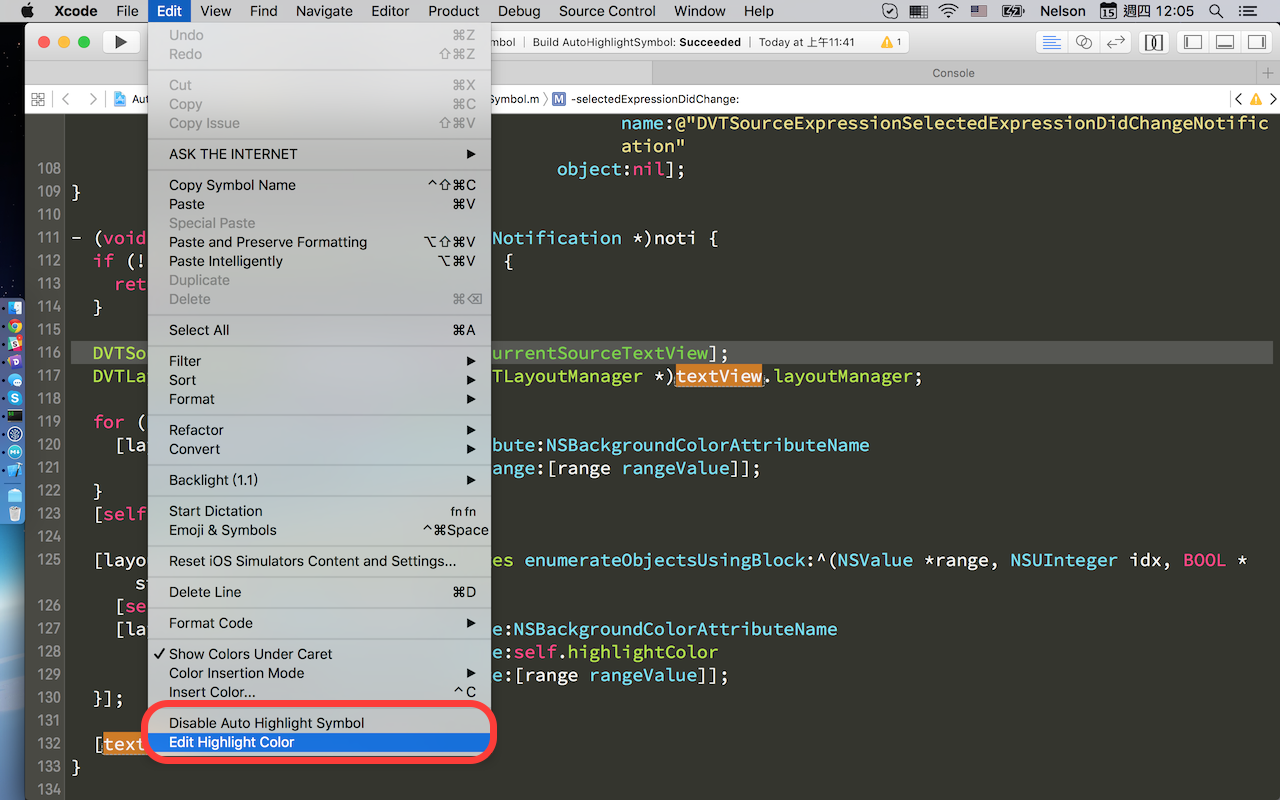 Xcode File Edit View Find Navigate Editor Product Debug Source Control Window Help Nelson 15 週四 12:05
mbol | Build AutoHighlightSymbol: Succeeded | Today at 上午11:41 1
Console
Aut
Symbol.m M -selectedExpressionDidChange:
Undo ⌘Z
Redo ⇧⌘Z
Cut ⌘X
Copy ⌘C
Copy Issue ⇧⌘V
ASK THE INTERNET
Copy Symbol Name ^⇧⌘C
Paste ⌘V
Special Paste
Paste and Preserve Formatting ⌥⇧⌘V
Paste Intelligently ⌥⌘V
Duplicate
Delete ⌘⌫
Select All ⌘A
Filter
Sort
Format
Refactor
Convert
Backlight (1.1)
Start Dictation fn fn
Emoji & Symbols ^⌘Space
Reset iOS Simulators Content and Settings...
Delete Line ⌘D
Format Code
✓ Show Colors Under Caret
Color Insertion Mode
Insert Color... ^C
Disable Auto Highlight Symbol
Edit Highlight Color
name:@"DVTSourceExpressionSelectedExpressionDidChangeNotific
ation"
108 object:nil];
109 }
110
111 - (void Notification *)noti {
112 if (! {
113 ret
114 }
115
116 DVTSo urrentSourceTextView];
117 DVTLa TLayoutManager *)textView.layoutManager;
118
119 for (
120 [la bute:NSBackgroundColorAttributeName
121 ange:[range rangeValue]];
122 }
123 [self
124
125 [layo es enumerateObjectsUsingBlock:^(NSValue *range, NSUInteger idx, BOOL *
s
126 [se
127 [la e:NSBackgroundColorAttributeName
128 e:self.highlightColor
129 e:[range rangeValue]];
130 }];
131
132 [text
133 }
134